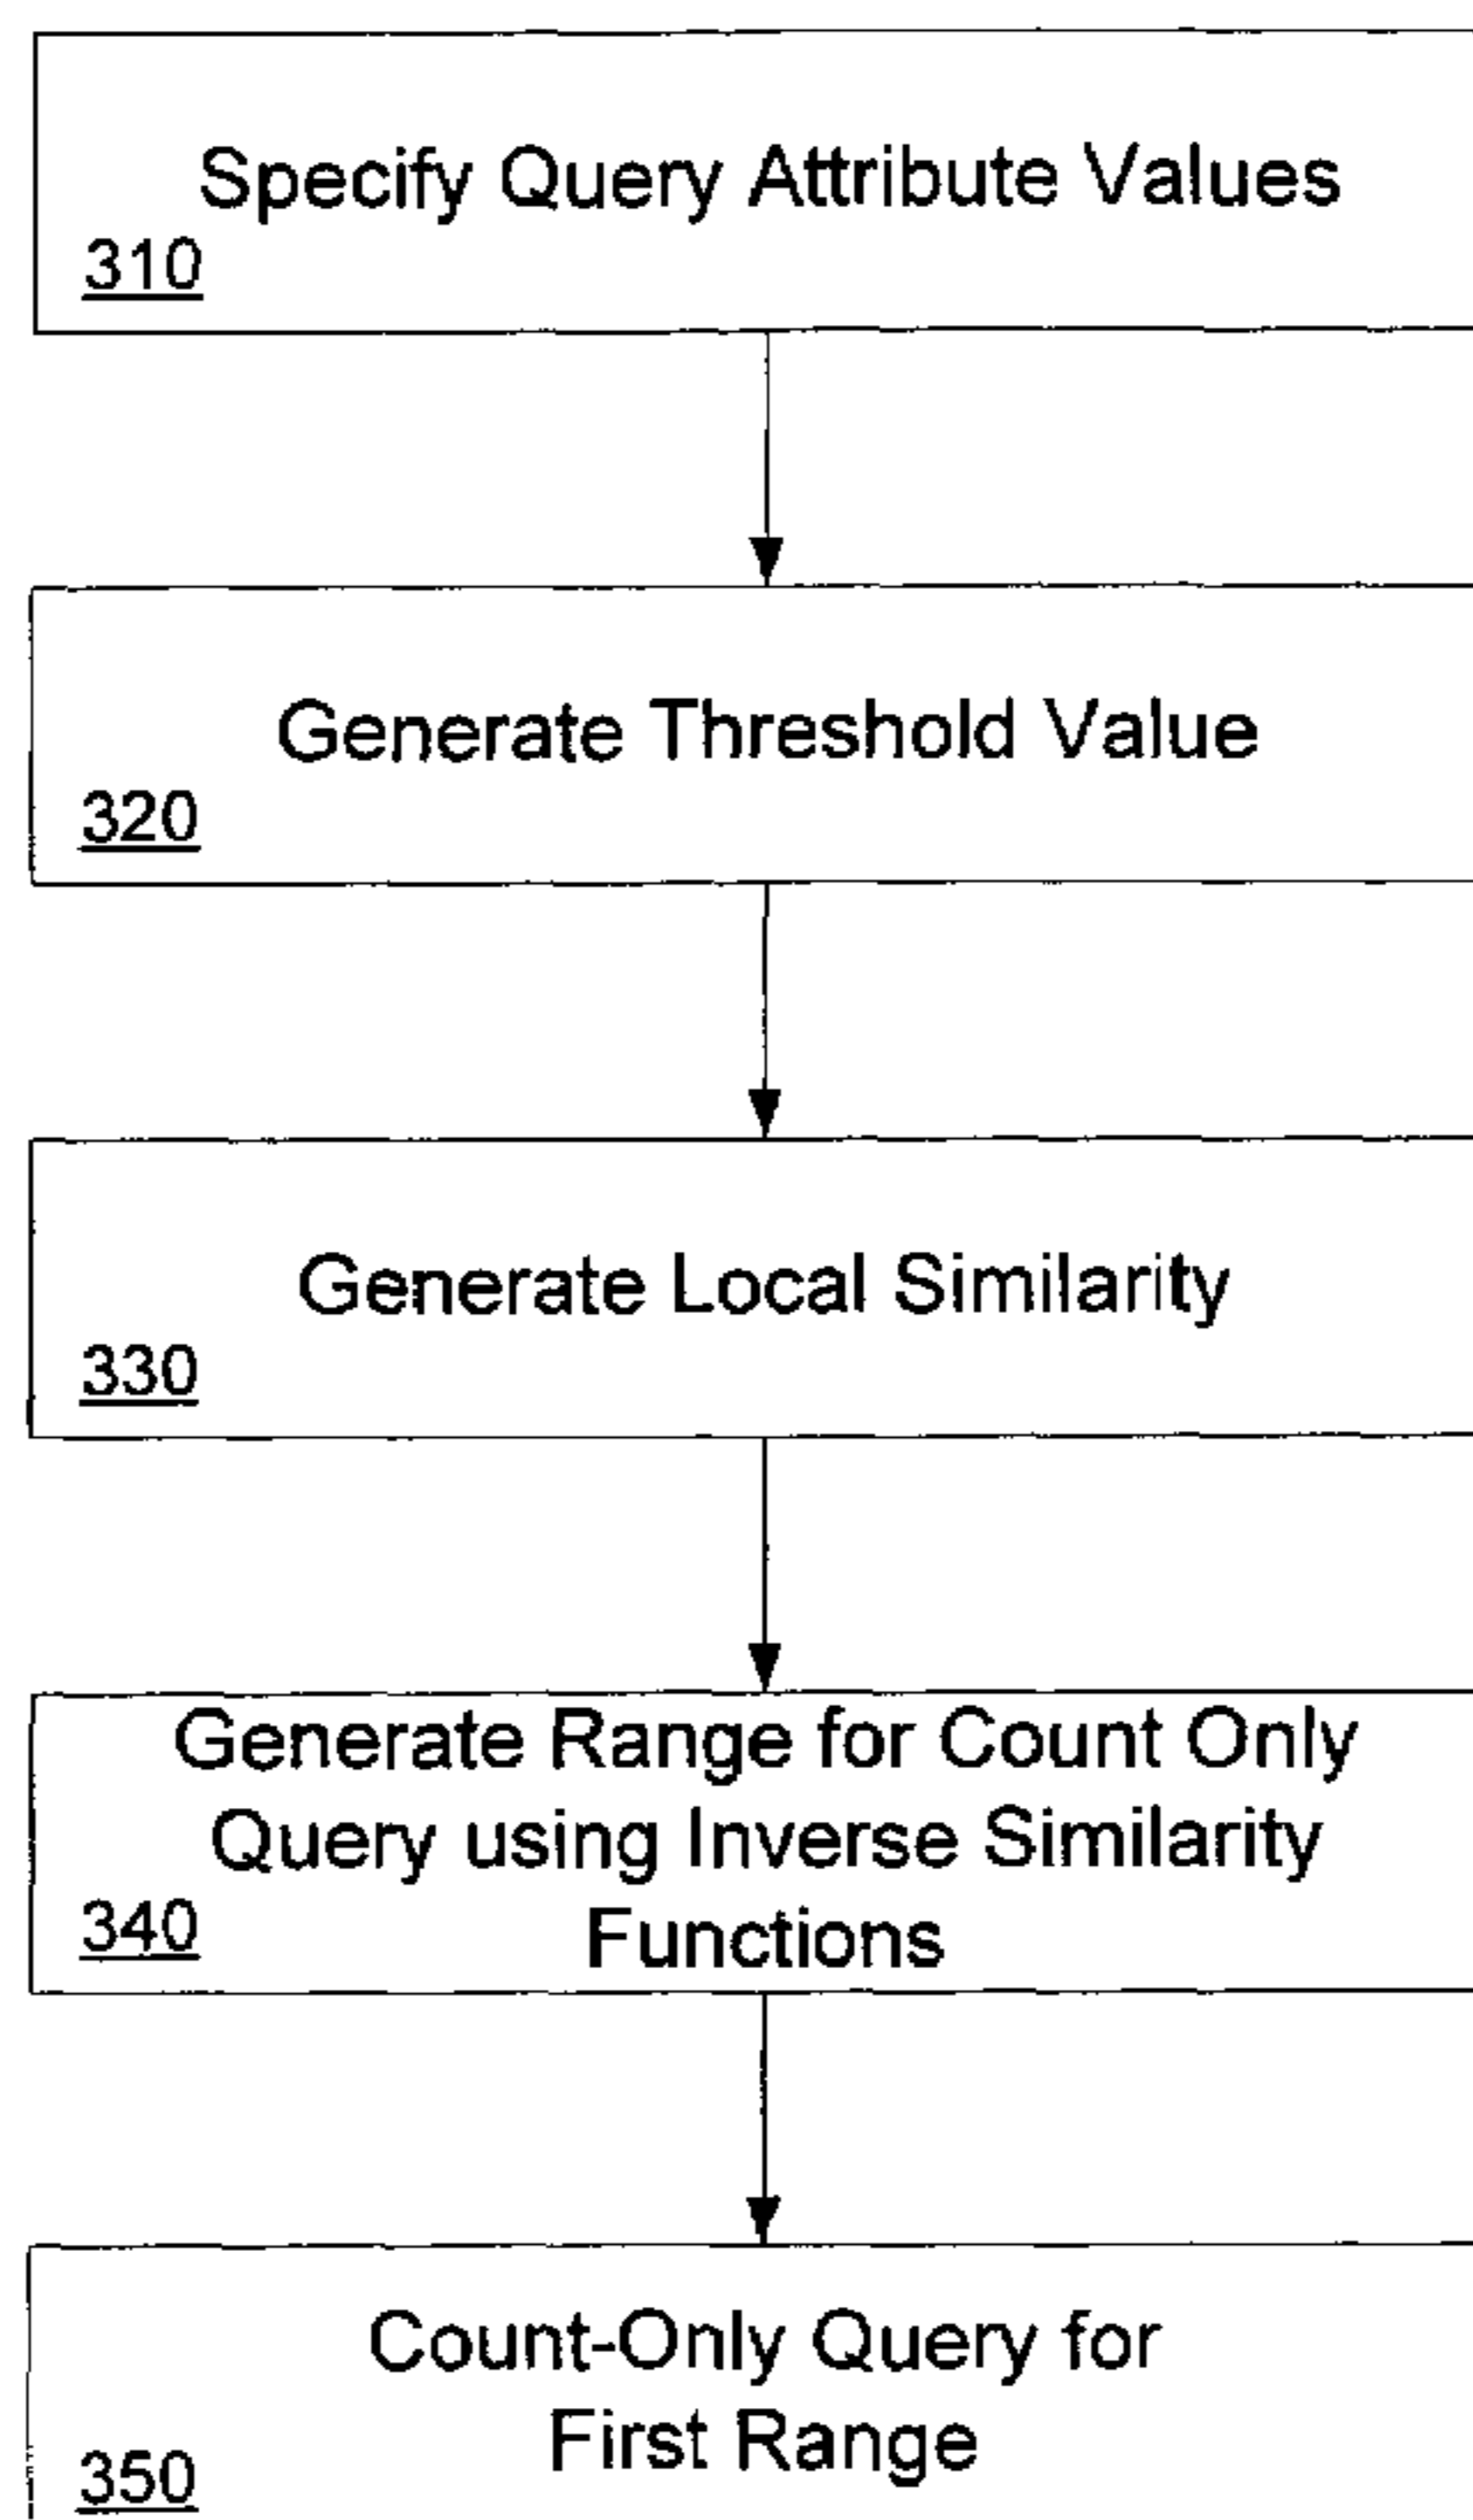 Specify Query Attribute Values
310
Generate Threshold Value
320
Generate Local Similarity
330
Generate Range for Count Only
Query using Inverse Similarity
Functions
340
Count-Only Query for
First Range
350